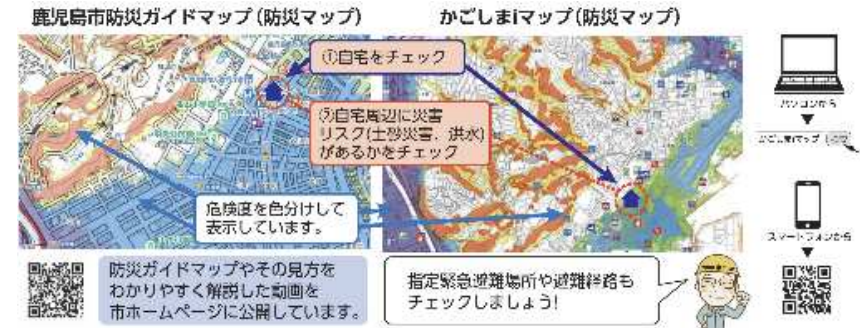 鹿児島市防災ガイドマップ(防災マップ)
かごしまiマップ(防災マップ)
①自宅をチェック
②自宅周辺に災害
リスク(土砂災害、洪水)
があるかをチェック
危険度を色分けして
表示しています。
防災ガイドマップやその見方を
わかりやすく解説した動画を
市ホームページに公開しています。
指定緊急避難場所や避難経路も
チェックしましょう!
パソコンから
かごしまiマップ
スマートフォンから